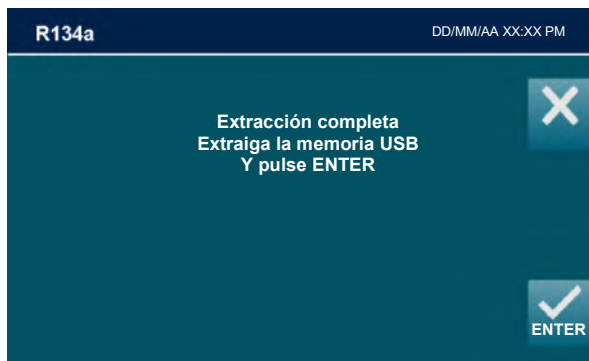 R134a
DD/MM/AA XX:XX PM
Extracción completa
Extraiga la memoria USB
Y pulse ENTER
ENTER